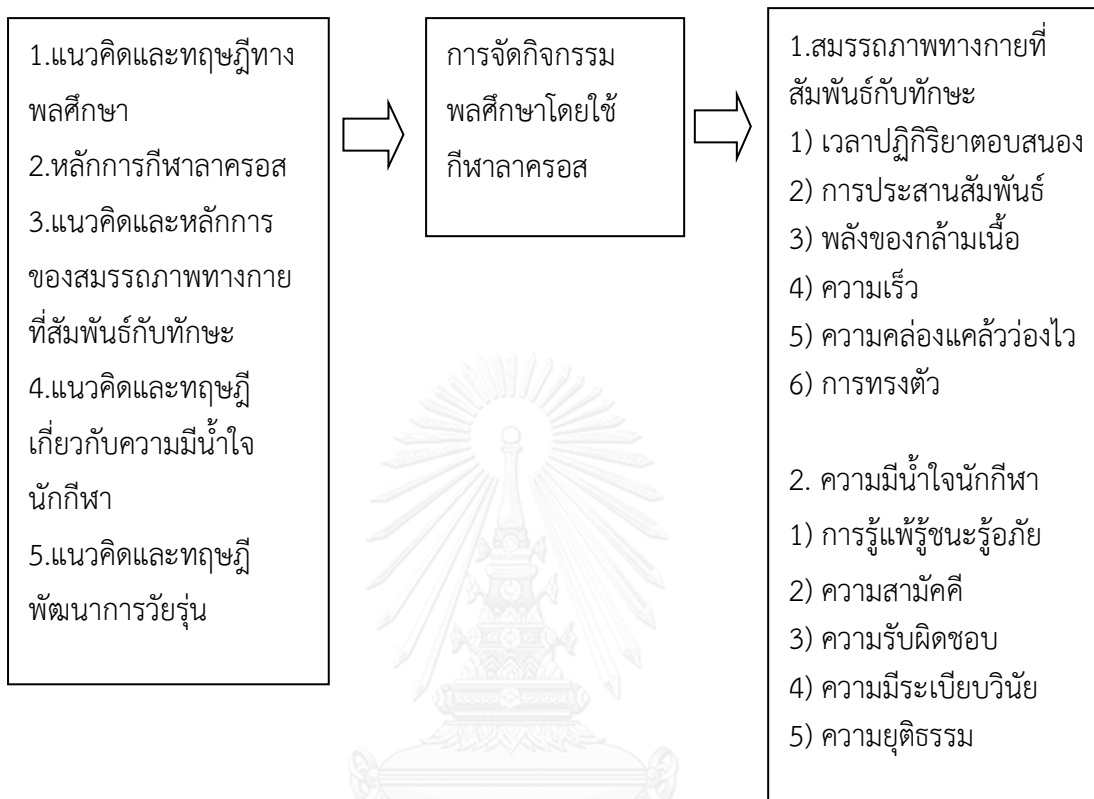 1.แนวคิดและทฤษฎีทาง
พลศึกษา
2.หลักการกีฬาลาครอส
3.แนวคิดและหลักการ
ของสมรรถภาพทางกาย
ที่สัมพันธ์กับทักษะ
4.แนวคิดและทฤษฎี
เกี่ยวกับความมีน้ำใจ
นักกีฬา
5.แนวคิดและทฤษฎี
พัฒนาการวัยรุ่น
การจัดกิจกรรม
พลศึกษาโดยใช้
กีฬาลาครอส
1.สมรรถภาพทางกายที่
สัมพันธ์กับทักษะ
1) เวลาปฏิกิริยาตอบสนอง
2) การประสานสัมพันธ์
3) พลังของกล้ามเนื้อ
4) ความเร็ว
5) ความคล่องแคล้วว่องไว
6) การทรงตัว
2. ความมีน้ำใจนักกีฬา
1) การรู้แพ้รู้ชนะรู้อภัย
2) ความสามัคคี
3) ความรับผิดชอบ
4) ความมีระเบียบวินัย
5) ความยุติธรรม